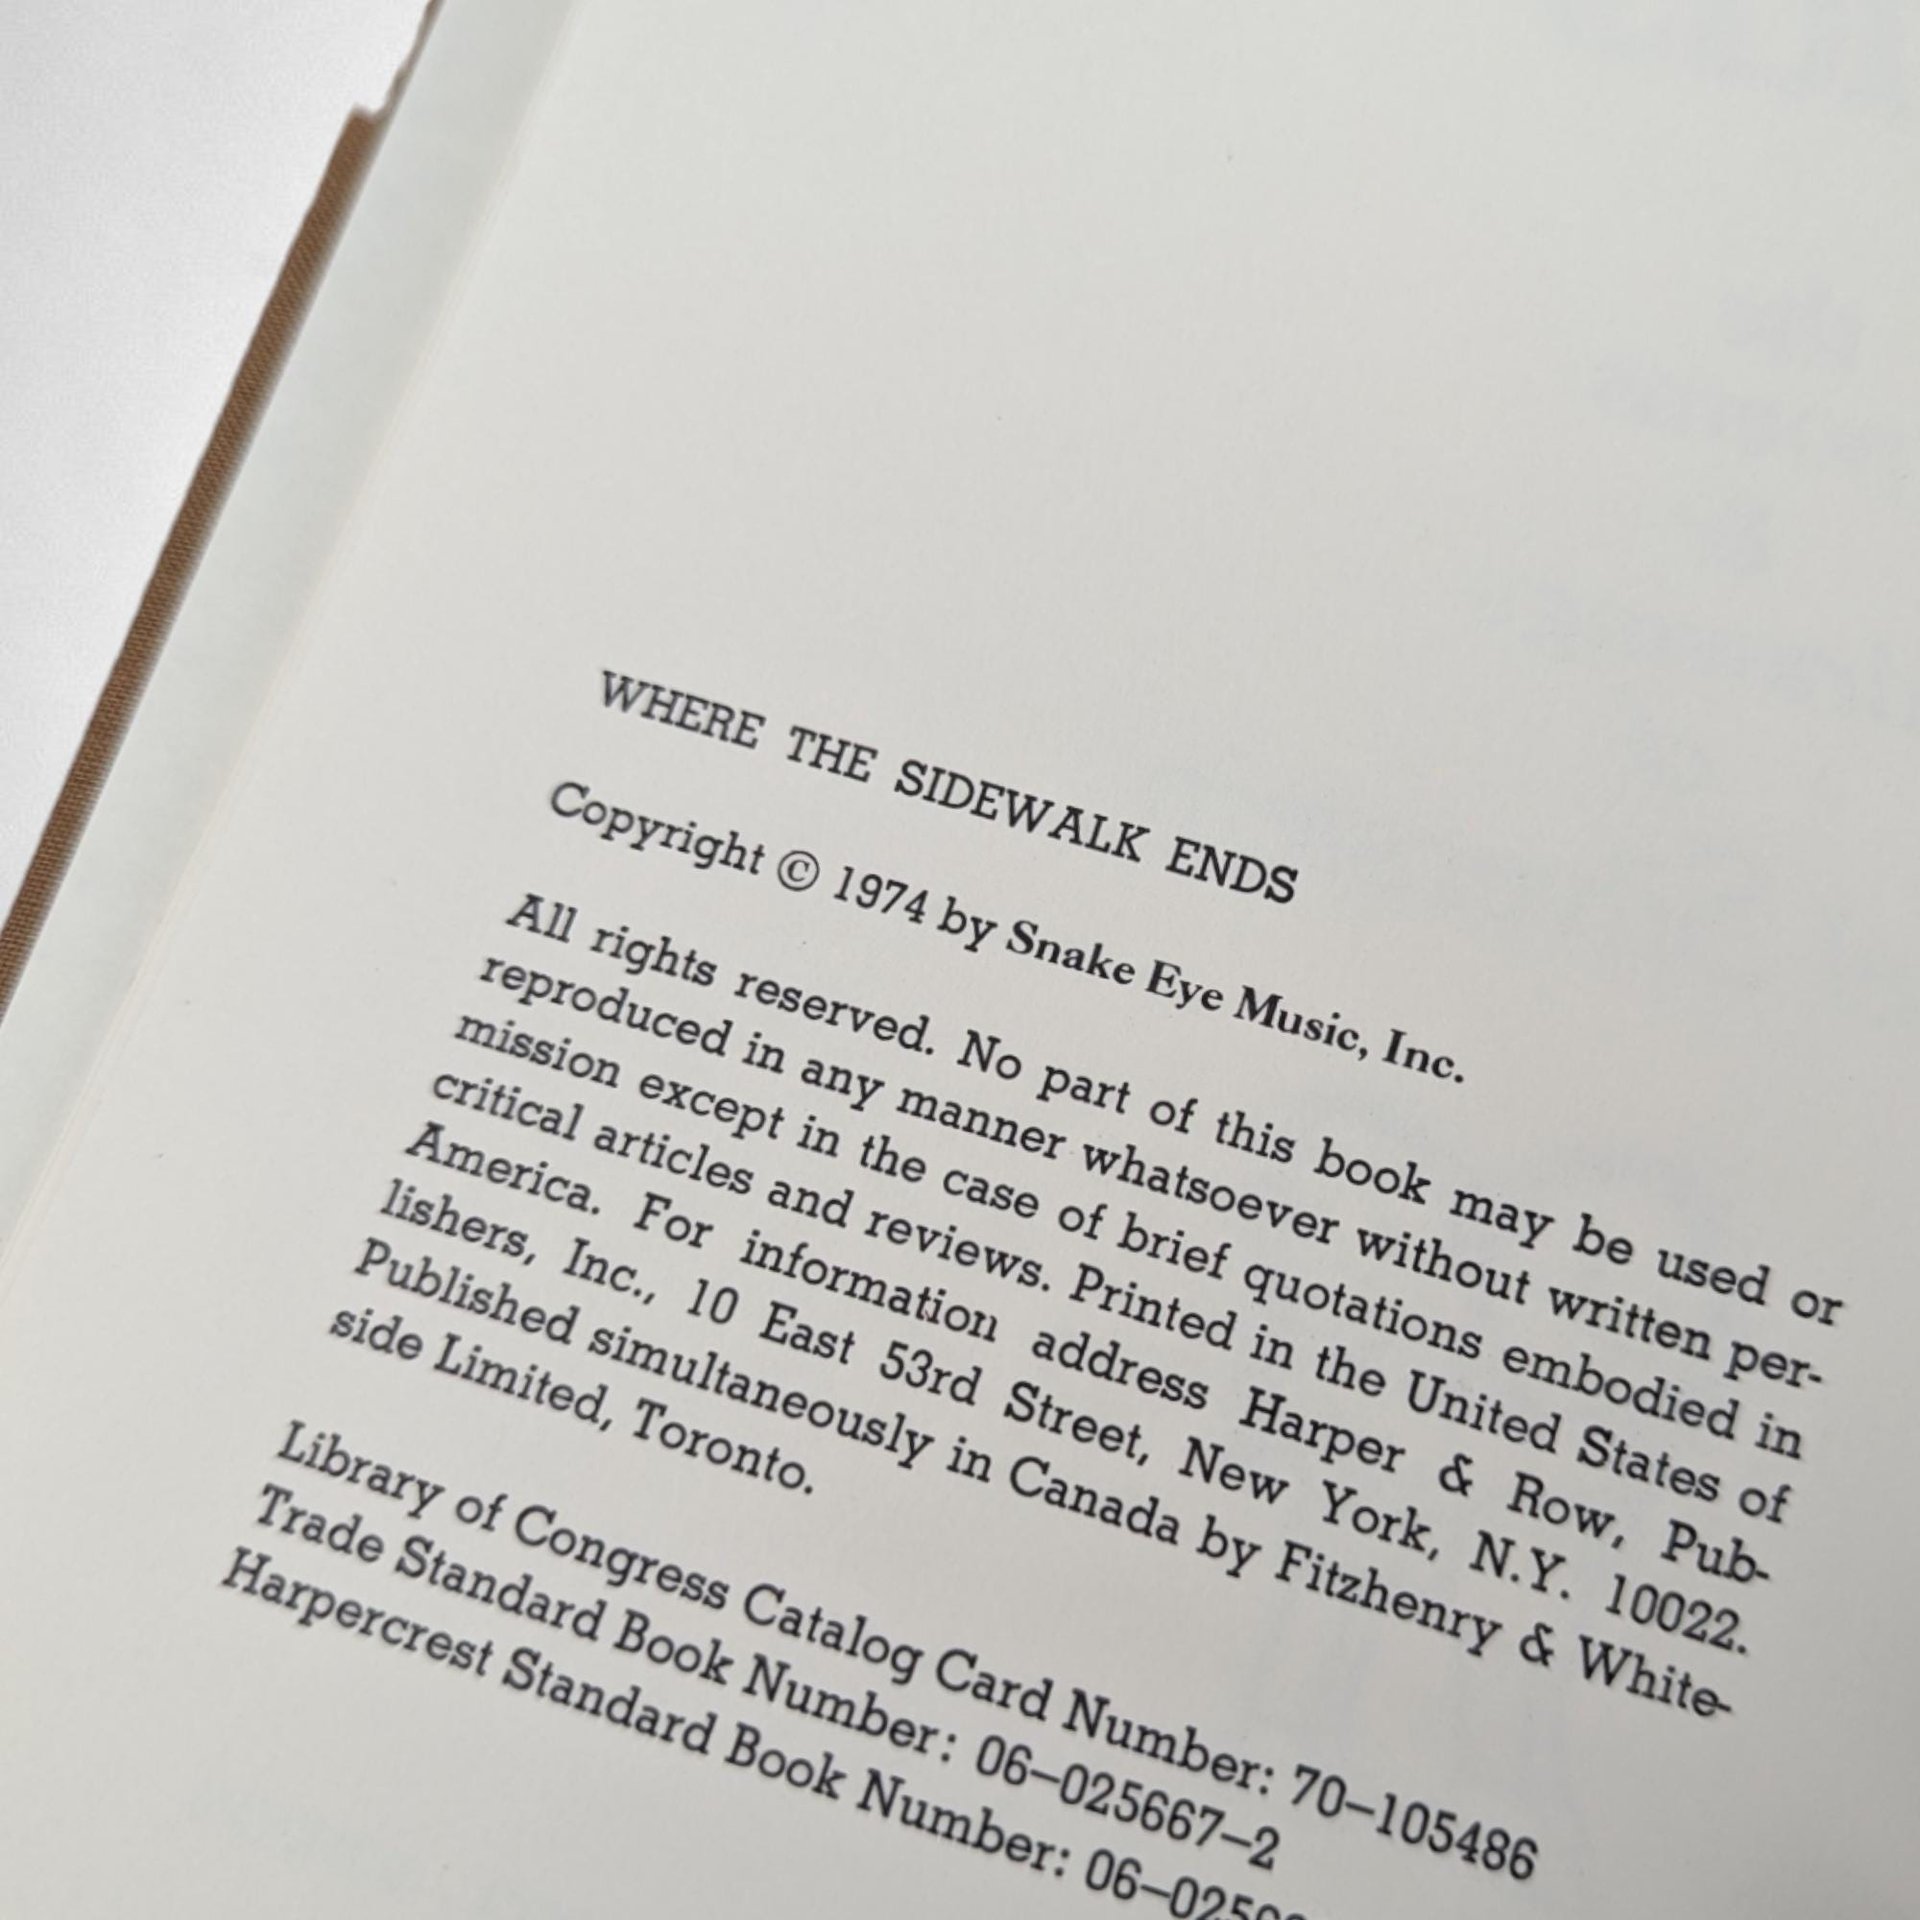 WHERE THE SIDEWALK ENDS
Copyright © 1974 by Snake Eye Music, Inc.
All rights reserved. No part of this book may be used or
reproduced in any manner whatsoever without written per-
mission except in the case of brief quotations embodied in
critical articles and reviews. Printed in the United States of
America. For information address Harper & Row, Pub-
lishers, Inc., 10 East 53rd Street, New York, N.Y. 10022.
Published simultaneously in Canada by Fitzhenry & White-
side Limited, Toronto.
Library of Congress Catalog Card Number: 70–105486
Trade Standard Book Number: 06–025667–2
Harpercrest Standard Book Number: